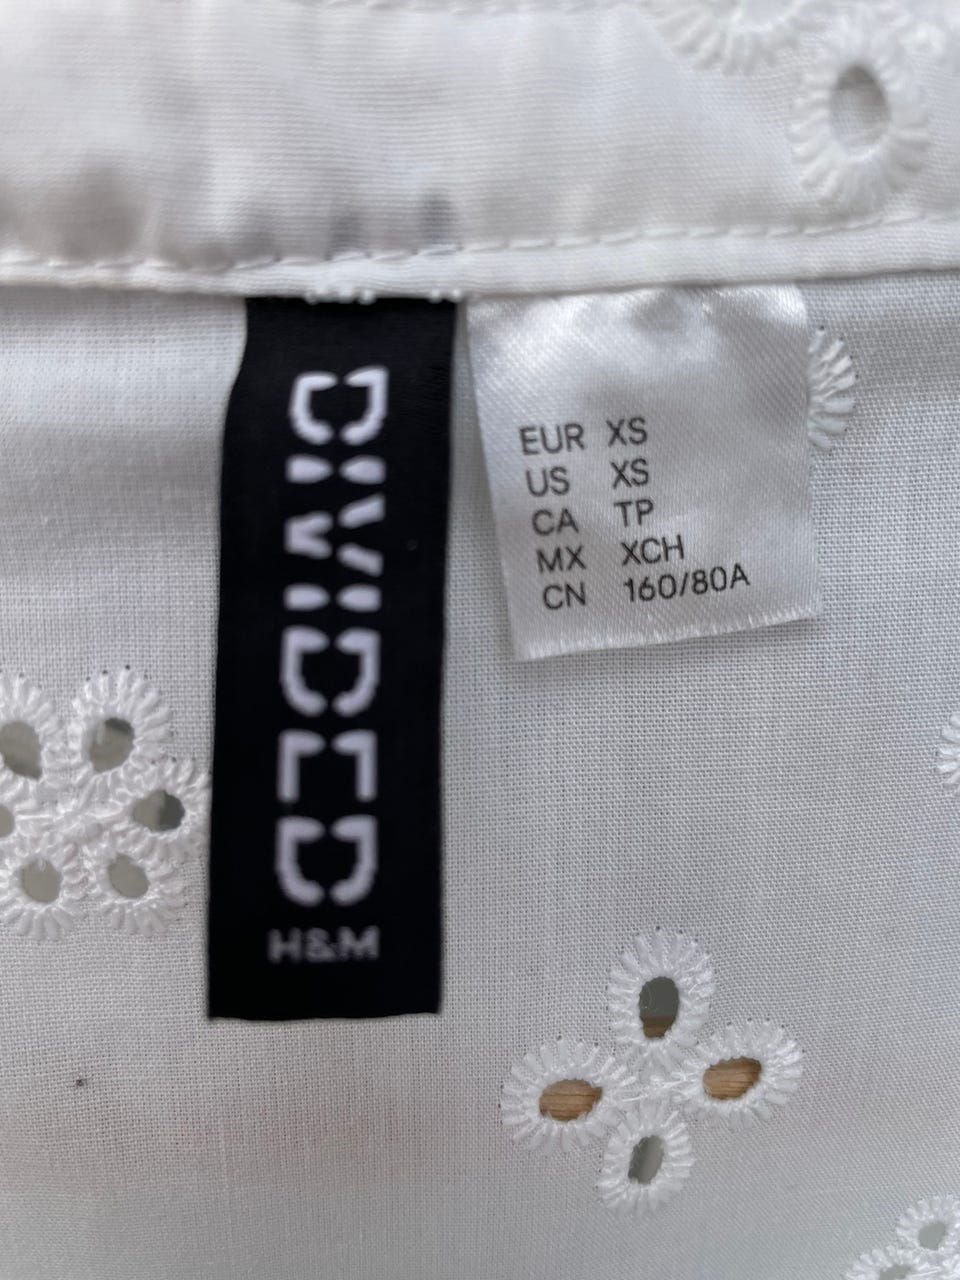 DIVIDED
H&M
EUR XS
US XS
CA TP
MX XCH
CN 160/80A